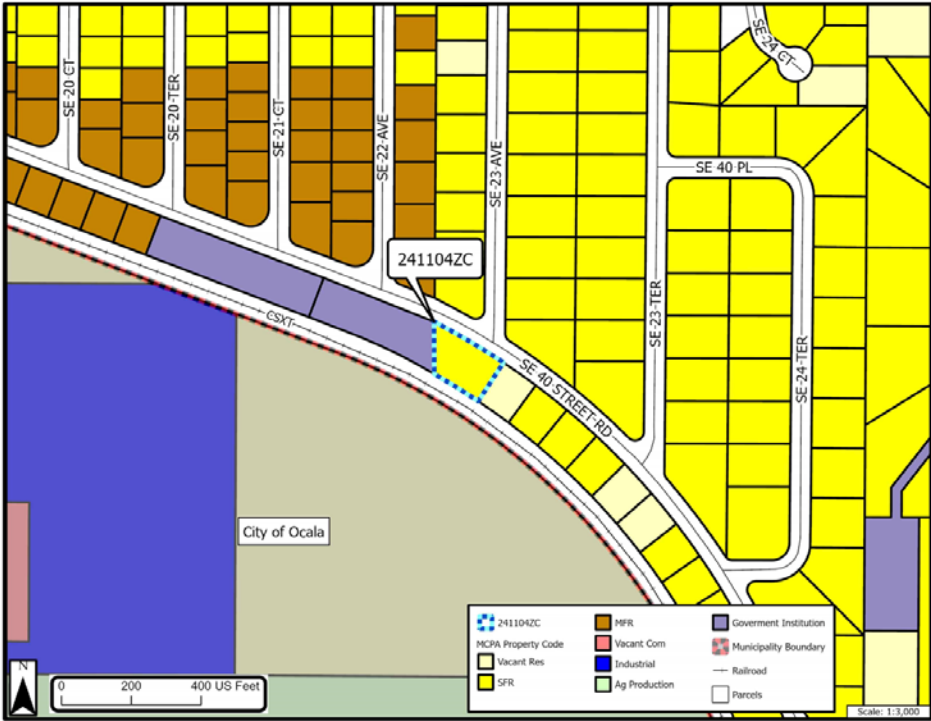 SE-20-CT
SE-20-TER
SE-21-CT
SE-22-AVE
SE-23-AVE
SE-24-CT
SE 40 PL
241104ZC
SE-23-TER
SE-24-TER
CSXT
SE 40 STREET-RD
City of Ocala
241104ZC
MCPA Property Code
Vacant Res
SFR
MFR
Vacant Com
Industrial
Ag Production
Goverment Institution
Municipality Boundary
Railroad
Parcels
N
0 200 400 US Feet
Scale: 1:3,000